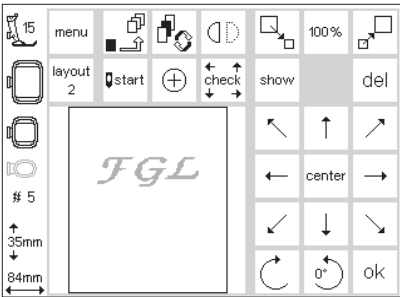 15 menu 100%
layout 2 start check show del
FGL
center
# 5
35mm
84mm 0° ok